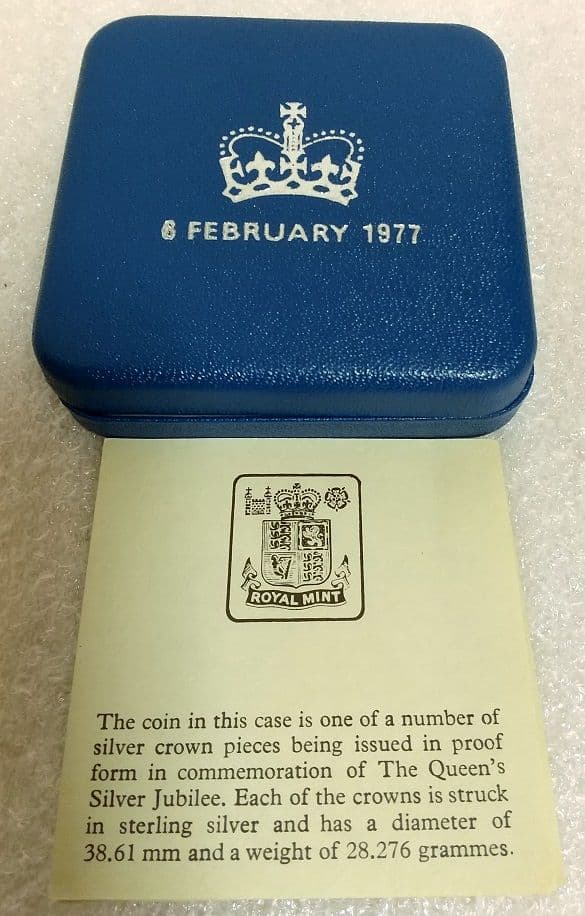 6 FEBRUARY 1977
ROYAL MINT
The coin in this case is one of a number of
silver crown pieces being issued in proof
form in commemoration of The Queen's
Silver Jubilee. Each of the crowns is struck
in sterling silver and has a diameter of
38.61 mm and a weight of 28.276 grammes.